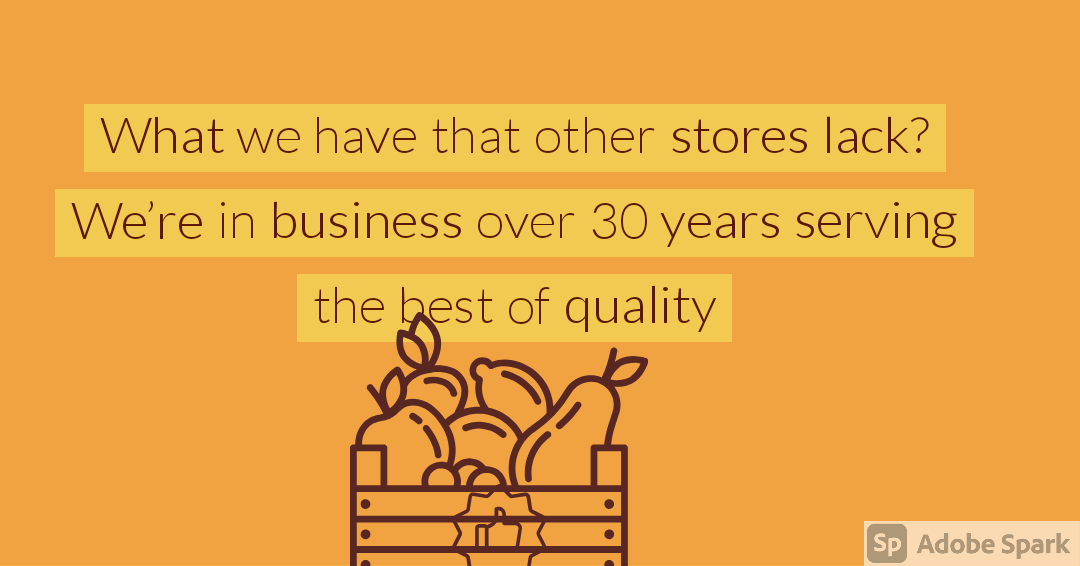 What we have that other stores lack?
We’re in business over 30 years serving
the best of quality
Sp Adobe Spark